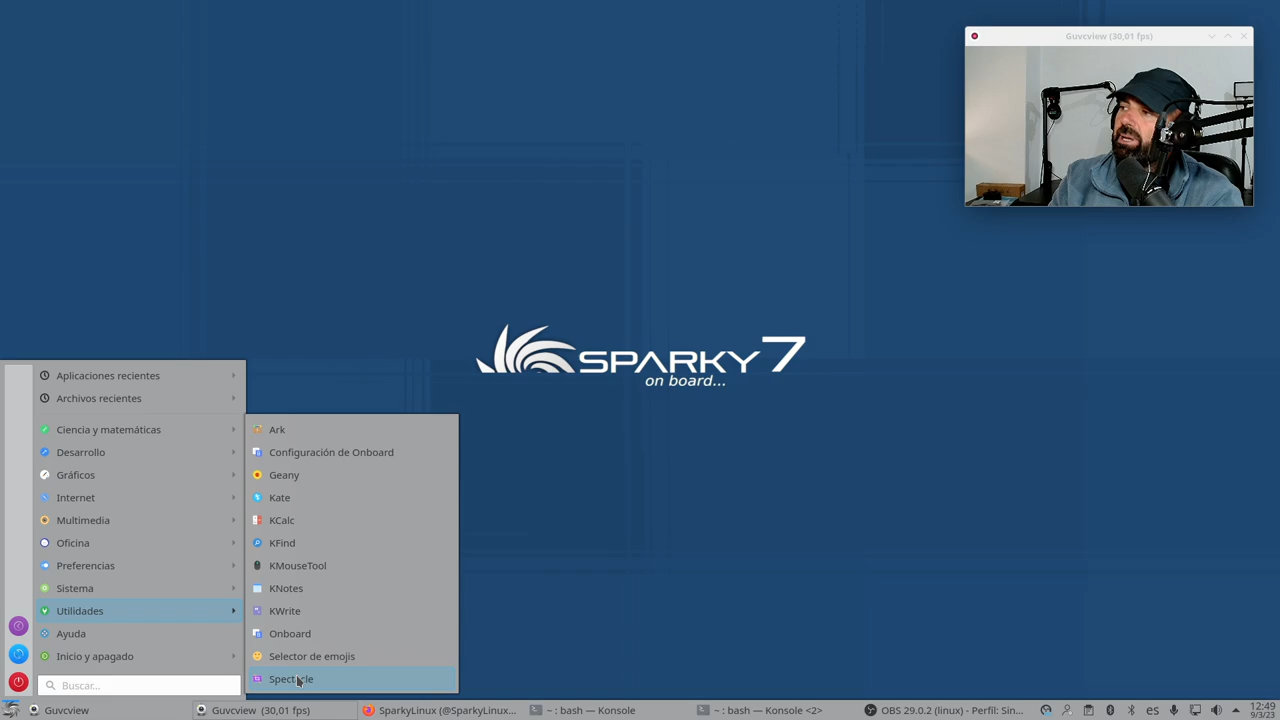 Guvcview (30,01 fps)
SPARKY 7
on board...
Aplicaciones recientes
Archivos recientes
Ciencia y matemáticas
Desarrollo
Gráficos
Internet
Multimedia
Oficina
Preferencias
Sistema
Utilidades
Ayuda
Inicio y apagado
Buscar...
Ark
Configuración de Onboard
Geany
Kate
KCalc
KFind
KMouseTool
KNotes
KWrite
Onboard
Selector de emojis
Spectacle
Guvcview
Guvcview (30,01 fps)
SparkyLinux (@SparkyLinux...
~ : bash — Konsole
~ : bash — Konsole <2>
OBS 29.0.2 (linux) - Perfil: Sin...
es
12:49
9/3/23